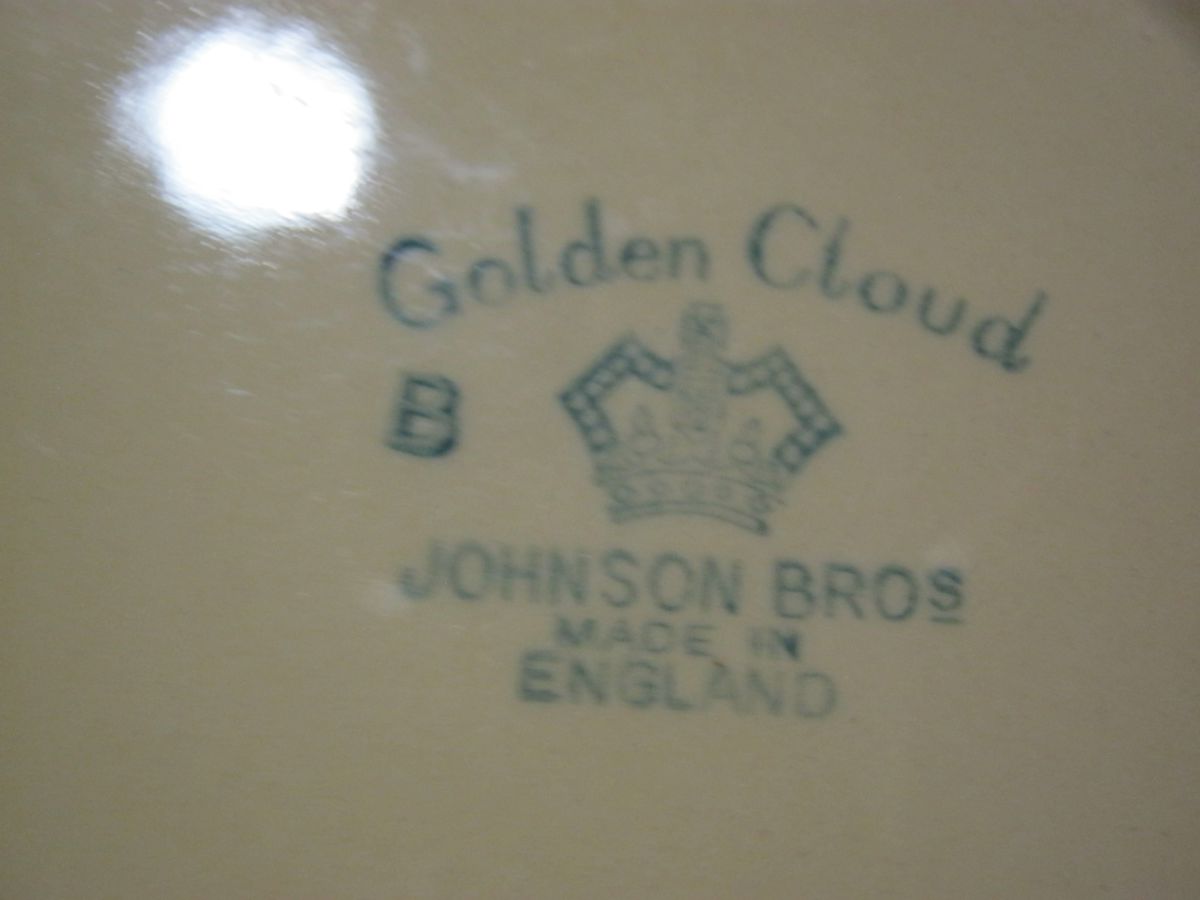 Golden Cloud
B
JOHNSON BROS
MADE IN
ENGLAND